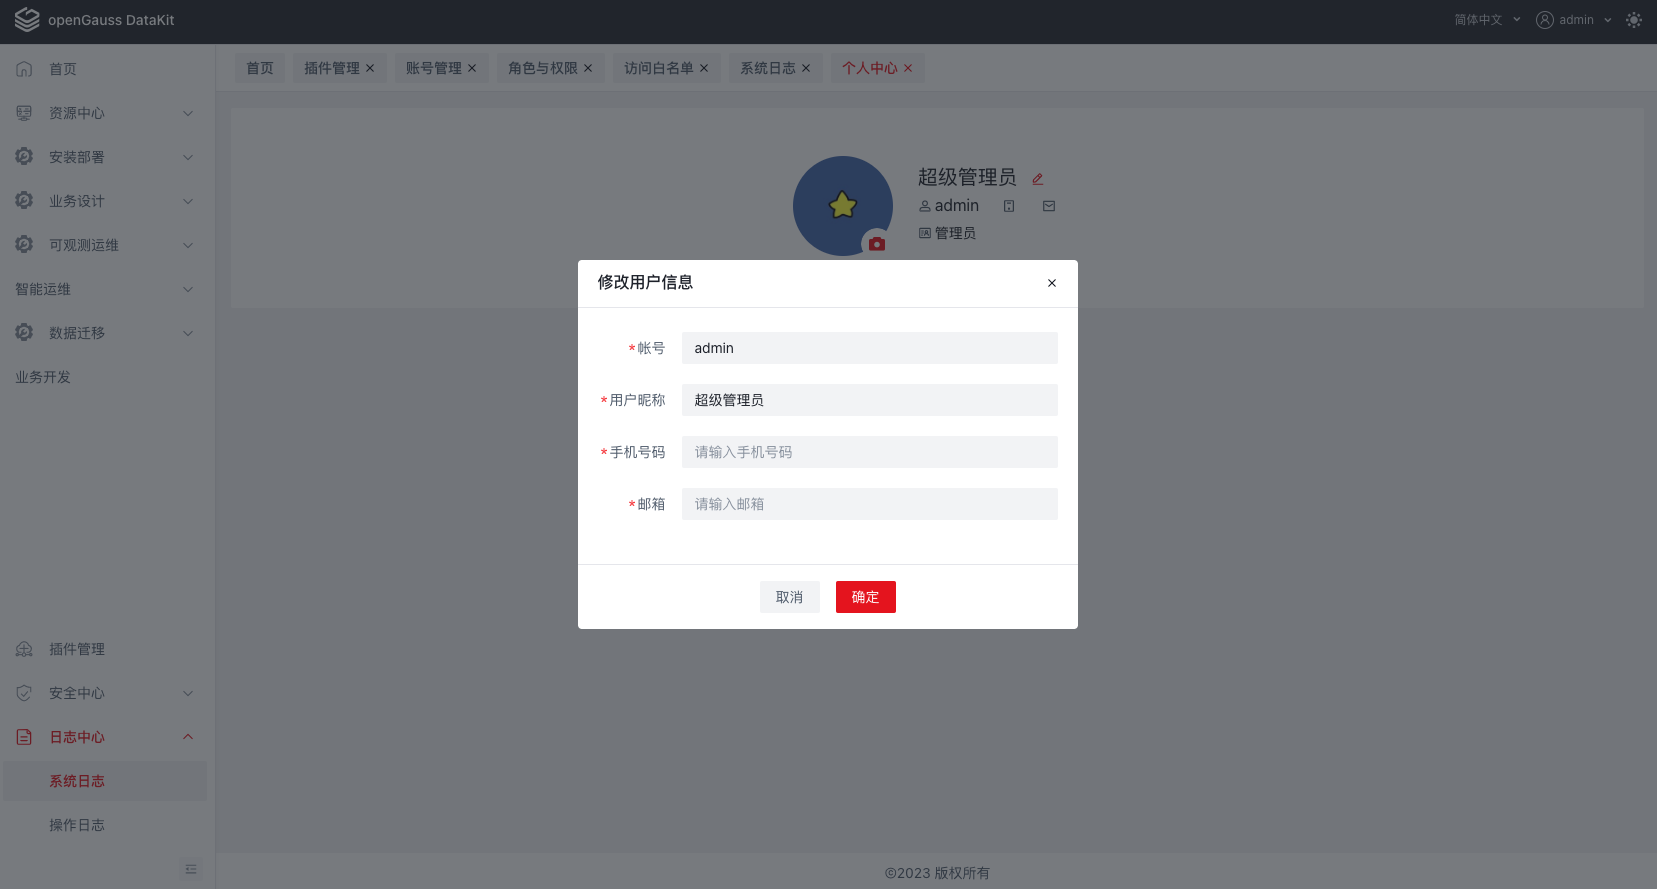 openGauss DataKit
简体中文 admin
首页 插件管理 账号管理 角色与权限 访问白名单 系统日志 个人中心
首页
资源中心
安装部署
业务设计
可观测运维
智能运维
数据迁移
业务开发
插件管理
安全中心
日志中心
系统日志
操作日志
超级管理员
admin
管理员
修改用户信息
*帐号 admin
*用户昵称 超级管理员
*手机号码 请输入手机号码
*邮箱 请输入邮箱
取消 确定
©2023 版权所有